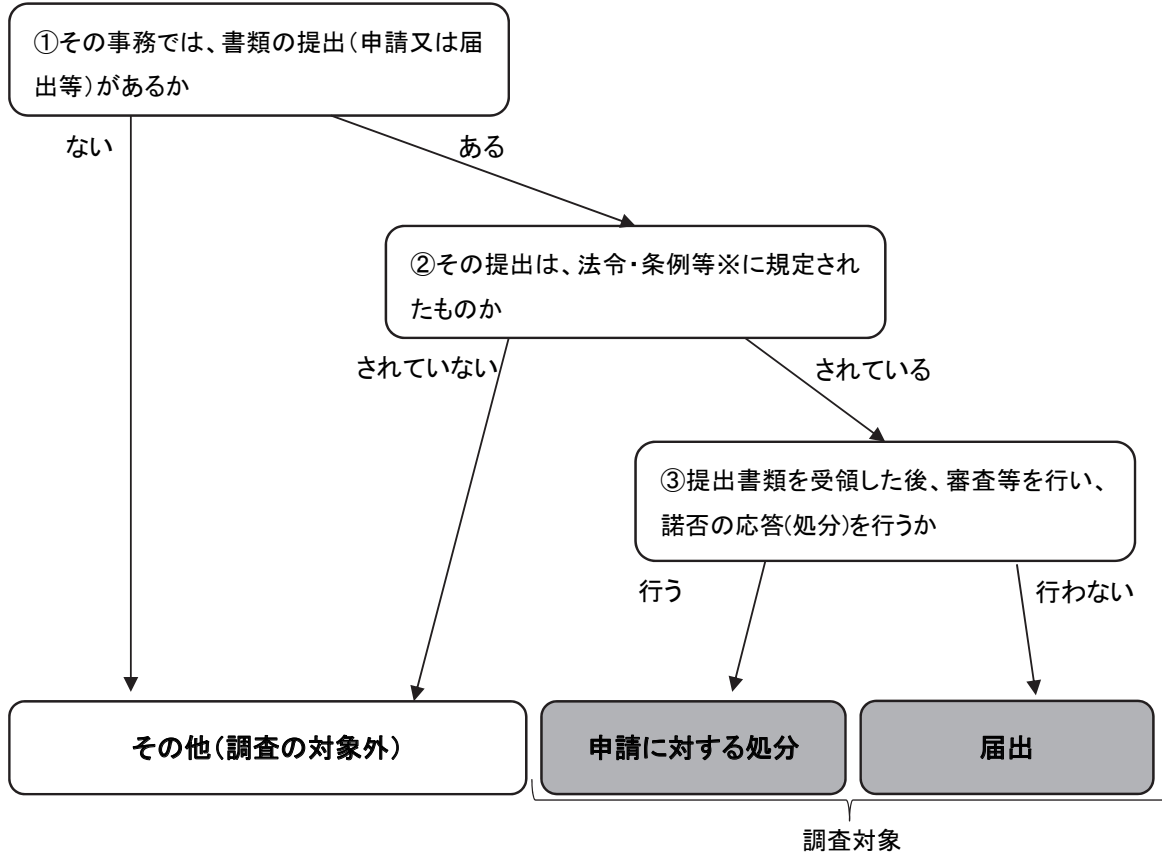 ①その事務では、書類の提出(申請又は届
出等)があるか
ない
ある
②その提出は、法令・条例等※に規定され
たものか
されていない
されている
③提出書類を受領した後、審査等を行い、
諾否の応答(処分)を行うか
行う
行わない
その他(調査の対象外)
申請に対する処分
届出
調査対象